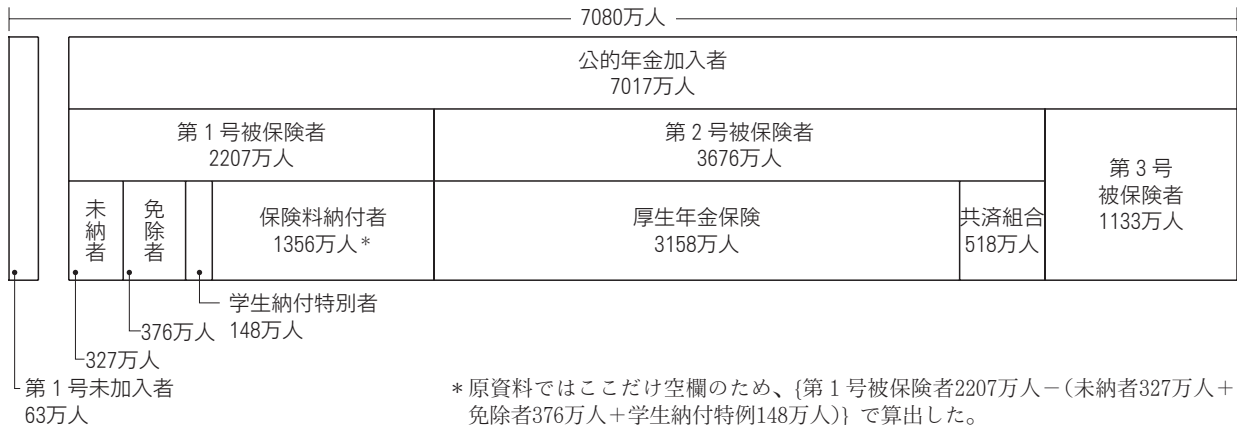 7080万人
公的年金加入者
7017万人
第1号被保険者
2207万人
第2号被保険者
3676万人
第3号
被保険者
1133万人
未納者
免除者
保険料納付者
1356万人*
厚生年金保険
3158万人
共済組合
518万人
学生納付特別者
148万人
376万人
327万人
第1号未加入者
63万人
*原資料ではここだけ空欄のため、{第1号被保険者2207万人－(未納者327万人＋
免除者376万人＋学生納付特例148万人)}で算出した。